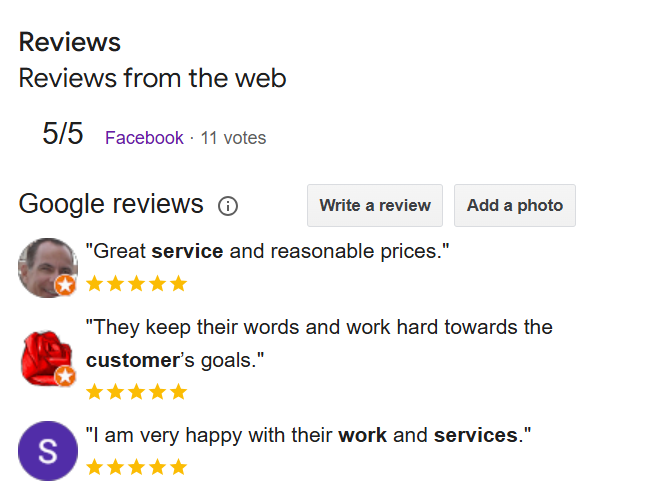 Reviews
Reviews from the web
5/5 Facebook · 11 votes
Google reviews
Write a review
Add a photo
"Great service and reasonable prices."
"They keep their words and work hard towards the
customer’s goals."
S
"I am very happy with their work and services."